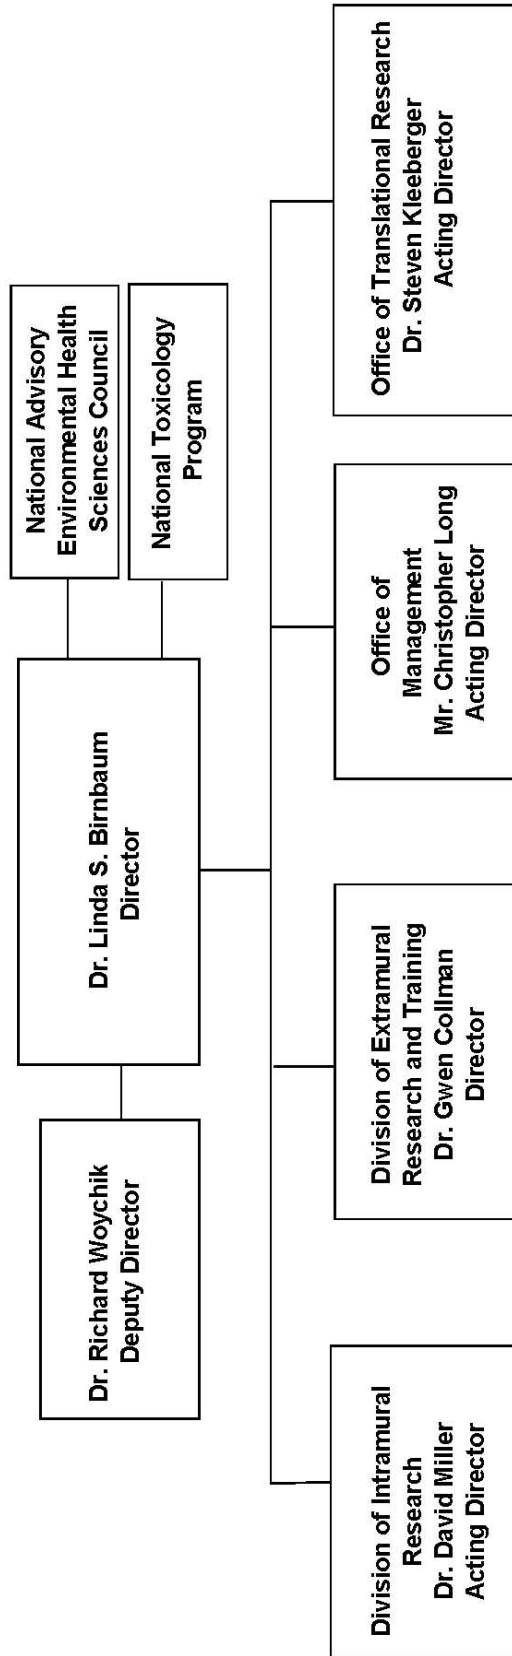 National Advisory
Environmental Health
Sciences Council
Dr. Richard Woychik
Deputy Director
Dr. Linda S. Birnbaum
Director
National Toxicology
Program
Division of Intramural
Research
Dr. David Miller
Acting Director
Division of Extramural
Research and Training
Dr. Gwen Collman
Director
Office of
Management
Mr. Christopher Long
Acting Director
Office of Translational Research
Dr. Steven Kleeberger
Acting Director